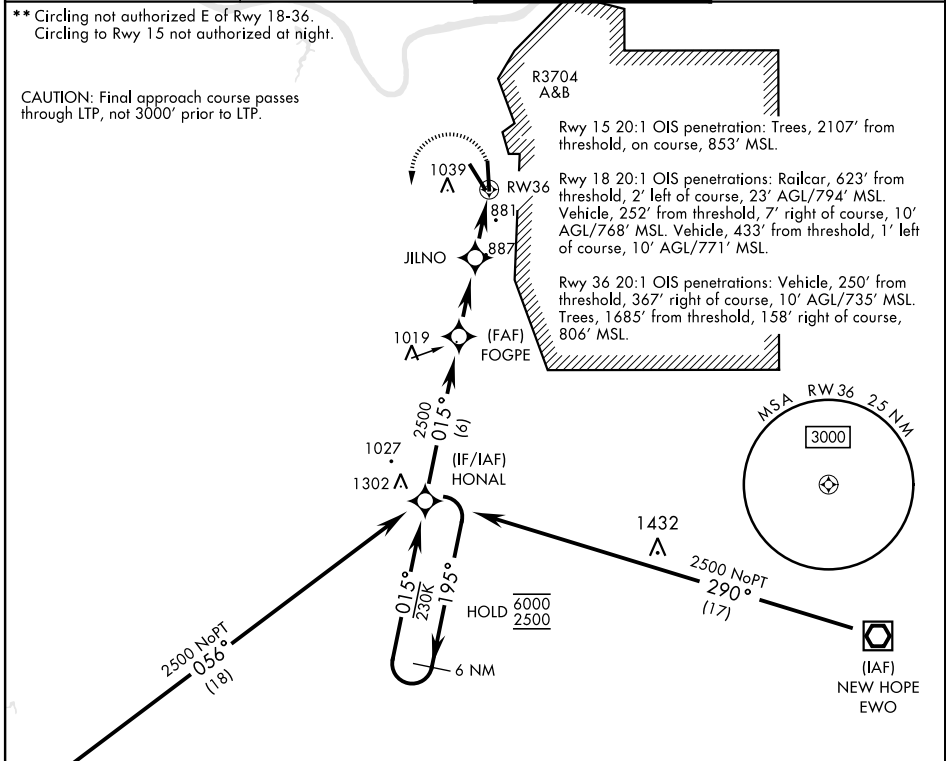 ** Circling not authorized E of Rwy 18-36.
Circling to Rwy 15 not authorized at night.
CAUTION: Final approach course passes
through LTP, not 3000' prior to LTP.
R3704
A&B
Rwy 15 20:1 OIS penetration: Trees, 2107' from
threshold, on course, 853' MSL.
Rwy 18 20:1 OIS penetrations: Railcar, 623' from
threshold, 2' left of course, 23' AGL/794' MSL.
Vehicle, 252' from threshold, 7' right of course, 10'
AGL/768' MSL. Vehicle, 433' from threshold, 1' left
of course, 10' AGL/771' MSL.
Rwy 36 20:1 OIS penetrations: Vehicle, 250' from
threshold, 367' right of course, 10' AGL/735' MSL.
Trees, 1685' from threshold, 158' right of course,
806' MSL.
1039
RW36
881
JILNO
887
1019
(FAF)
FOGPE
2500
015°
(6)
1027
1302
(IF/IAF)
HONAL
MSA RW36 25 NM
3000
1432
2500 NoPT
290°
(17)
015°
230K
195°
HOLD 6000
2500
6 NM
2500 NoPT
056°
(18)
(IAF)
NEW HOPE
EWO